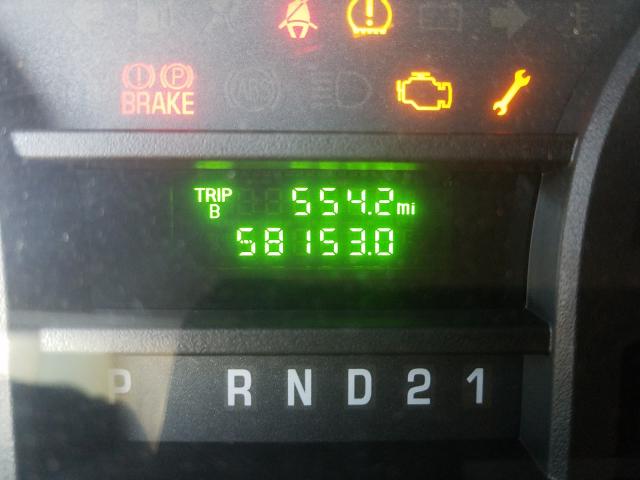 P
BRAKE
TRIP 554.2 mi
B
58153.0
P R N D 2 1